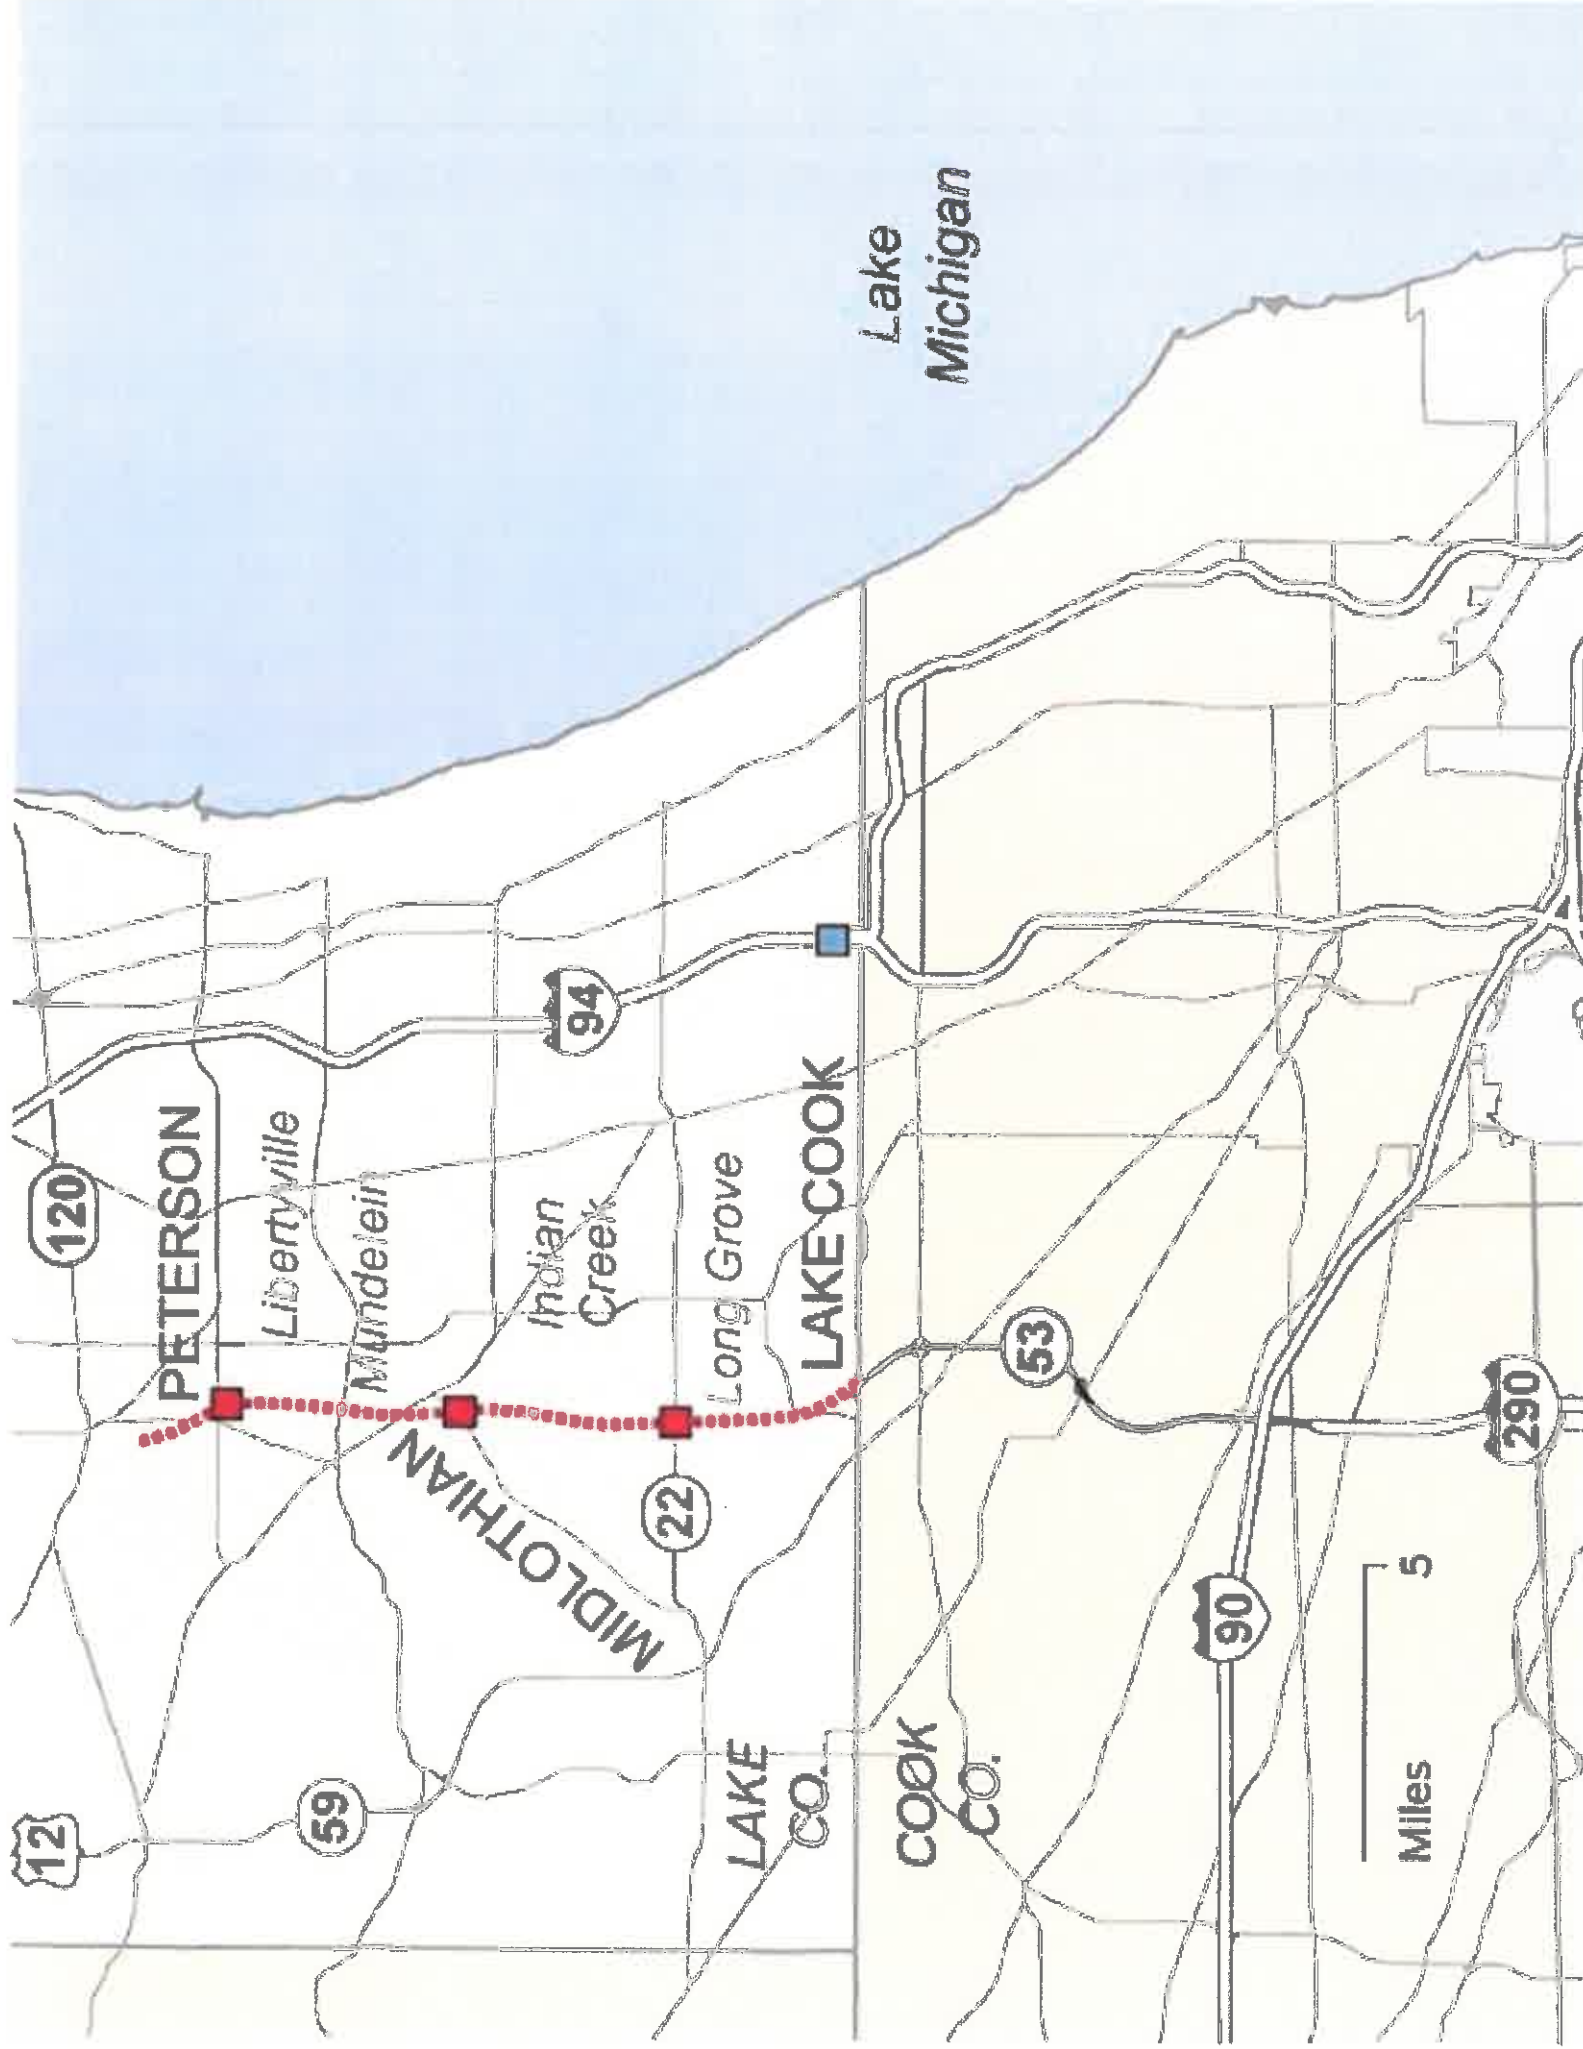 120
PETERSON
Libertyville
Mundelein
12
59
94
MIDLOTHIAN
Indian
Creek
22
Long Grove
LAKE COOK
Lake
Michigan
LAKE
CO.
COOK
CO.
53
90
290
5
Miles